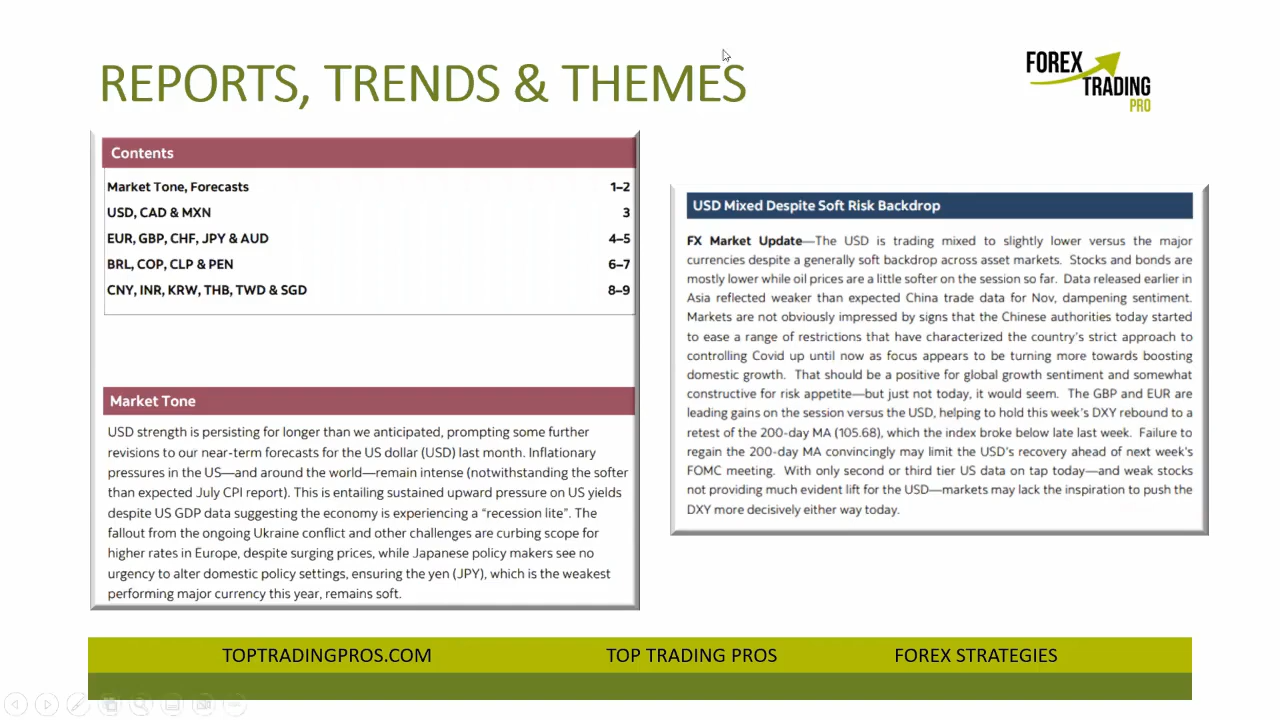 REPORTS, TRENDS & THEMES
FOREX
TRADING
PRO
Contents
Market Tone, Forecasts 1–2
USD, CAD & MXN 3
EUR, GBP, CHF, JPY & AUD 4–5
BRL, COP, CLP & PEN 6–7
CNY, INR, KRW, THB, TWD & SGD 8–9
Market Tone
USD strength is persisting for longer than we anticipated, prompting some further
revisions to our near-term forecasts for the US dollar (USD) last month. Inflationary
pressures in the US—and around the world—remain intense (notwithstanding the softer
than expected July CPI report). This is entailing sustained upward pressure on US yields
despite US GDP data suggesting the economy is experiencing a “recession lite”. The
fallout from the ongoing Ukraine conflict and other challenges are curbing scope for
higher rates in Europe, despite surging prices, while Japanese policy makers see no
urgency to alter domestic policy settings, ensuring the yen (JPY), which is the weakest
performing major currency this year, remains soft.
USD Mixed Despite Soft Risk Backdrop
FX Market Update—The USD is trading mixed to slightly lower versus the major
currencies despite a generally soft backdrop across asset markets. Stocks and bonds are
mostly lower while oil prices are a little softer on the session so far. Data released earlier in
Asia reflected weaker than expected China trade data for Nov, dampening sentiment.
Markets are not obviously impressed by signs that the Chinese authorities today started
to ease a range of restrictions that have characterized the country’s strict approach to
controlling Covid up until now as focus appears to be turning more towards boosting
domestic growth. That should be a positive for global growth sentiment and somewhat
constructive for risk appetite—but just not today, it would seem. The GBP and EUR are
leading gains on the session versus the USD, helping to hold this week’s DXY rebound to a
retest of the 200-day MA (105.68), which the index broke below late last week. Failure to
regain the 200-day MA convincingly may limit the USD’s recovery ahead of next week’s
FOMC meeting. With only second or third tier US data on tap today—and weak stocks
not providing much evident lift for the USD—markets may lack the inspiration to push the
DXY more decisively either way today.
TOPTRADINGPROS.COM TOP TRADING PROS FOREX STRATEGIES